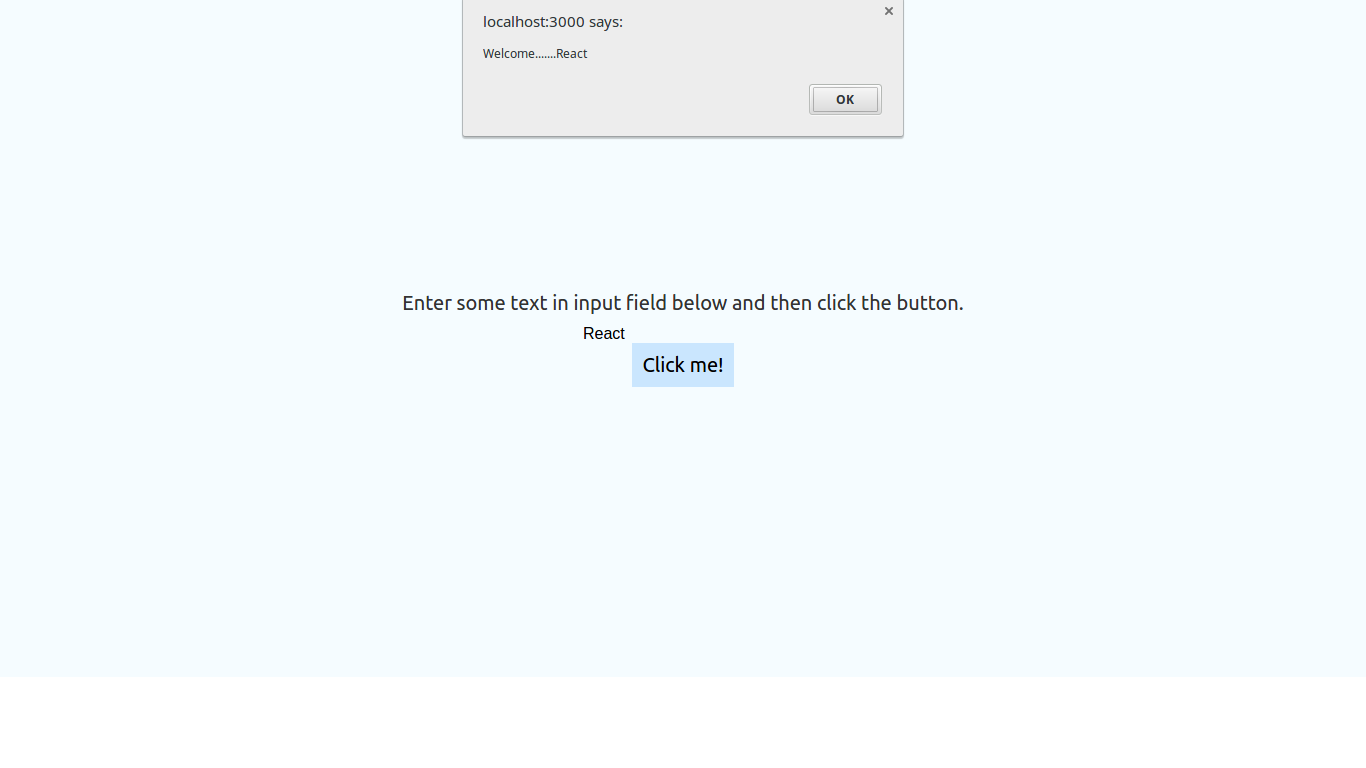 localhost:3000 says:
Welcome.......React
OK
Enter some text in input field below and then click the button.
React
Click me!